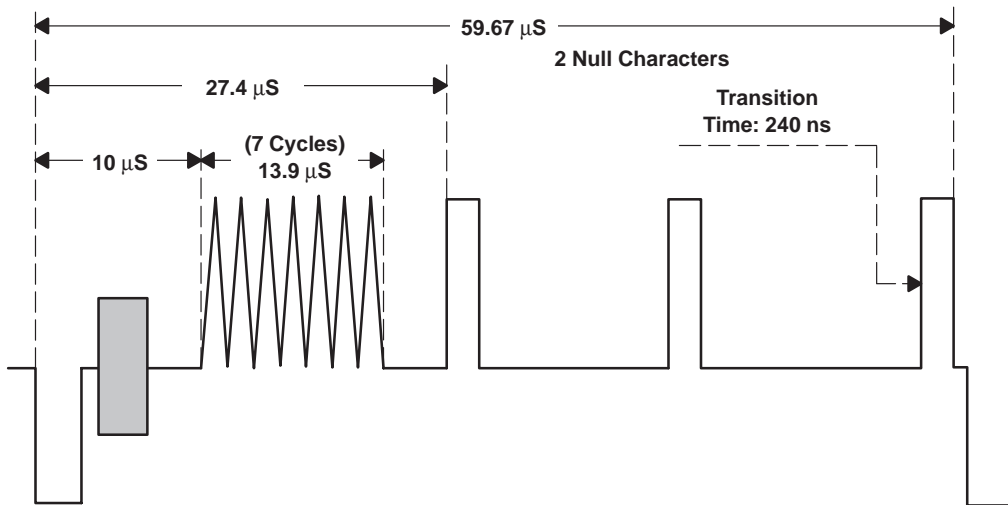 59.67 μS
2 Null Characters
27.4 μS
Transition
Time: 240 ns
(7 Cycles)
10 μS
13.9 μS